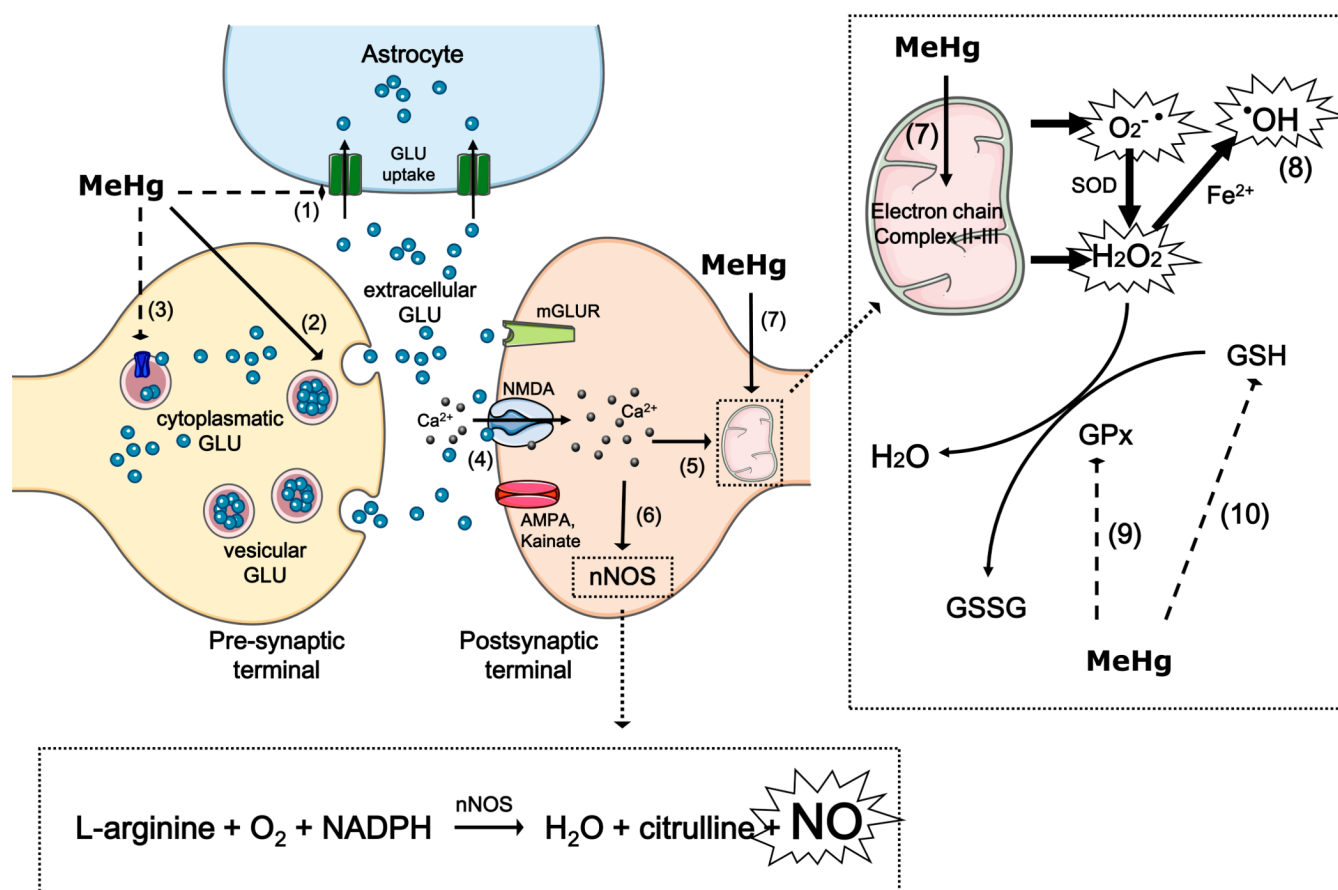 Astrocyte
GLU
uptake
MeHg
(1)
(3)
(2)
extracellular
GLU
cytoplasmatic
GLU
vesicular
GLU
Pre-synaptic
terminal
mGLUR
NMDA
Ca2+
Ca2+
(4)
(5)
AMPA,
Kainate
(6)
nNOS
MeHg
(7)
Postsynaptic
terminal
MeHg
(7)
Electron chain
Complex II-III
O2- •
•OH
(8)
SOD
Fe2+
H2O2
GSH
H2O
GPx
(9)
(10)
GSSG
MeHg
L-arginine + O2 + NADPH nNOS H2O + citrulline + NO